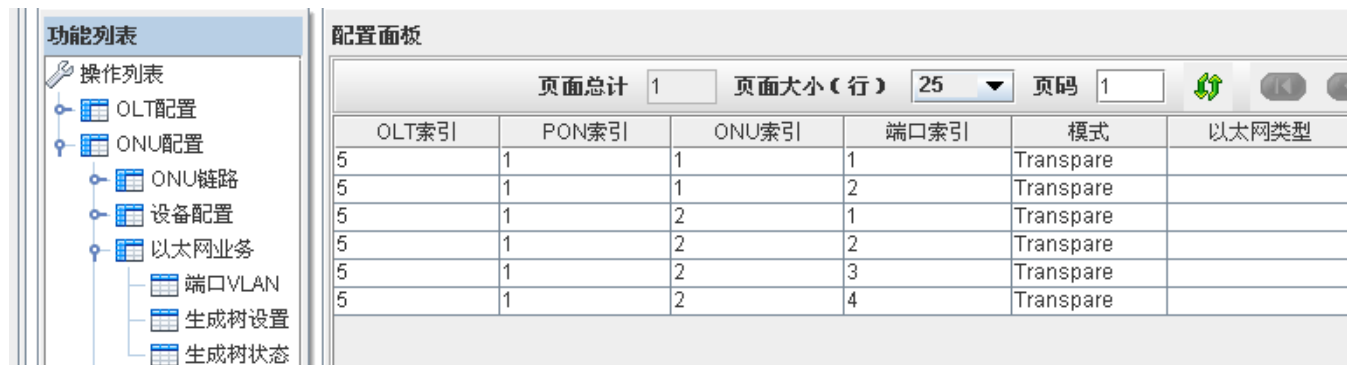 功能列表
操作列表
OLT配置
ONU配置
ONU链路
设备配置
以太网业务
端口VLAN
生成树设置
生成树状态
配置面板
页面总计 1 页面大小(行) 25 页码 1
OLT索引 PON索引 ONU索引 端口索引 模式 以太网类型
5 1 1 1 Transpare
5 1 1 2 Transpare
5 1 2 1 Transpare
5 1 2 2 Transpare
5 1 2 3 Transpare
5 1 2 4 Transpare